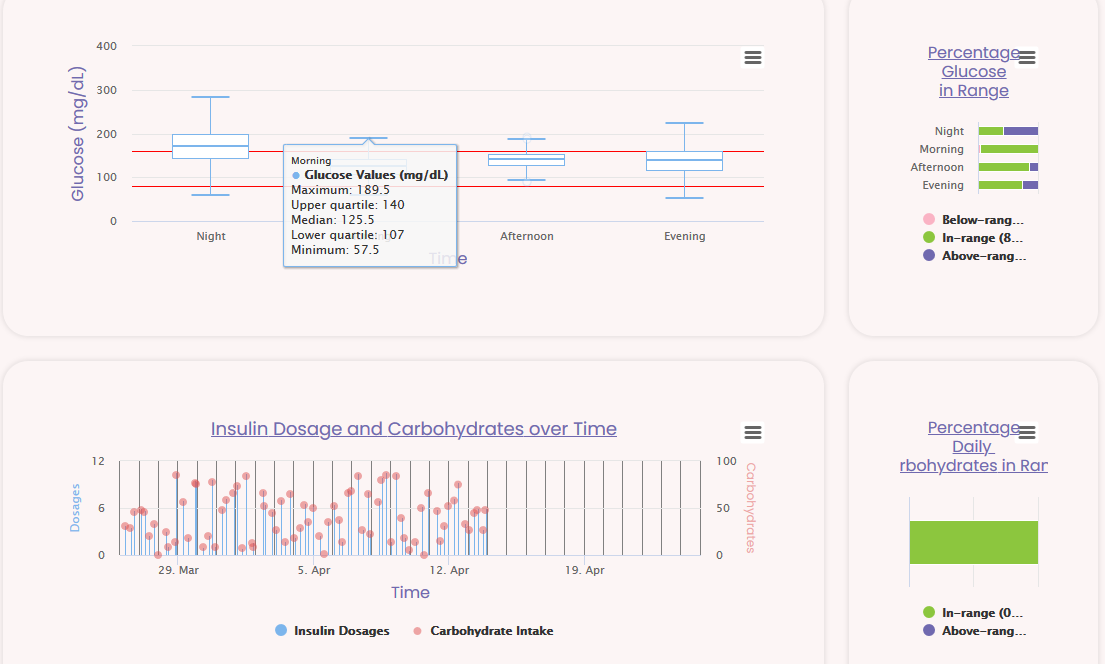 400
300
200
100
0
Glucose (mg/dL)
Night
Afternoon
Evening
Time
Morning
Glucose Values (mg/dL)
Maximum: 189.5
Upper quartile: 140
Median: 125.5
Lower quartile: 107
Minimum: 57.5
Percentage
Glucose
in Range
Night
Morning
Afternoon
Evening
Below-rang...
In-range (8...
Above-rang...
Insulin Dosage and Carbohydrates over Time
12
6
0
Dosages
100
50
0
Carbohydrates
29. Mar
5. Apr
12. Apr
19. Apr
Time
Insulin Dosages
Carbohydrate Intake
Percentage
Daily
rbohydrates in Ran
In-range (0...
Above-rang...